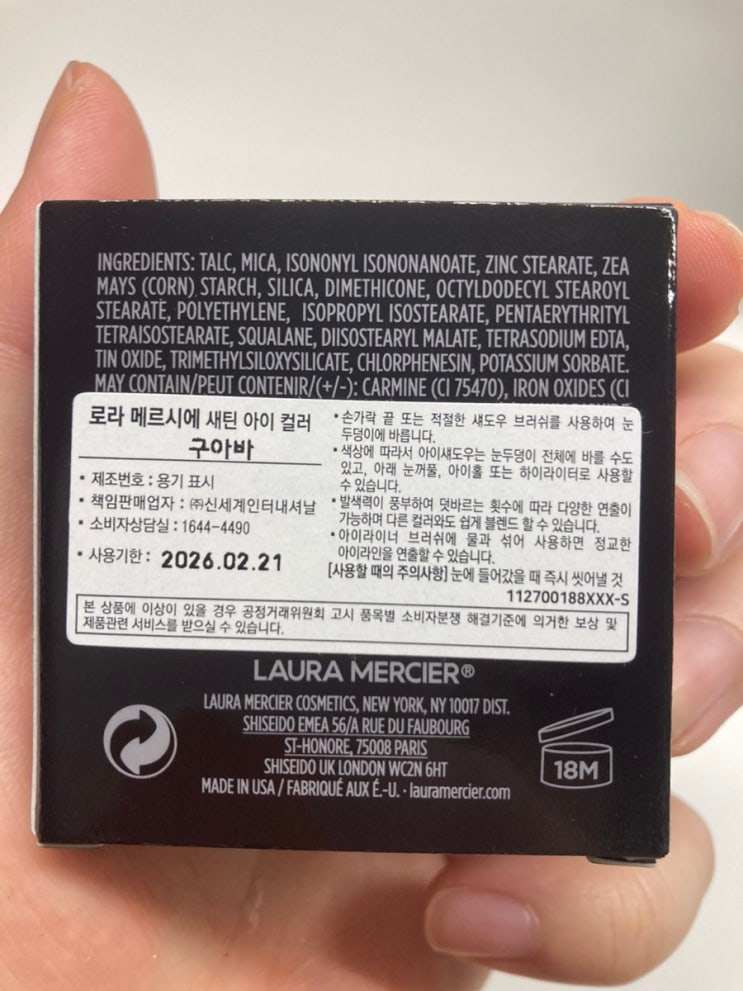 INGREDIENTS: TALC, MICA, ISONONYL ISONONANOATE, ZINC STEARATE, ZEA
MAYS (CORN) STARCH, SILICA, DIMETHICONE, OCTYLDODECYL STEAROYL
STEARATE, POLYETHYLENE, ISOPROPYL ISOSTEARATE, PENTAERYTHRITYL
TETRAISOSTEARATE, SQUALANE, DIISOSTEARYL MALATE, TETRASODIUM EDTA,
TIN OXIDE, TRIMETHYLSILOXYSILICATE, CHLORPHENESIN, POTASSIUM SORBATE.
MAY CONTAIN/PEUT CONTENIR/(+/-): CARMINE (CI 75470), IRON OXIDES (CI
로라 메르시에 새틴 아이 컬러
구아바
• 제조번호 : 용기 표시
• 책임판매업자 : ㈜신세계인터내셔날
• 소비자상담실 : 1644-4490
• 사용기한 : 2026.02.21
• 손가락 끝 또는 적절한 섀도우 브러쉬를 사용하여 눈
두덩이에 바릅니다.
• 색상에 따라서 아이섀도우는 눈두덩이 전체에 바를 수도
있고, 아래 눈꺼풀, 아이홀 또는 하이라이터로 사용할
수 있습니다.
• 발색력이 풍부하여 덧바르는 횟수에 따라 다양한 연출이
가능하며 다른 컬러와도 쉽게 블렌드 할 수 있습니다.
• 아이라이너 브러쉬에 물과 섞어 사용하면 정교한
아이라인을 연출할 수 있습니다.
[사용할 때의 주의사항] 눈에 들어갔을 때 즉시 씻어낼 것
112700188XXX-S
본 상품에 이상이 있을 경우 공정거래위원회 고시 품목별 소비자분쟁 해결기준에 의거한 보상 및
제품관련 서비스를 받으실 수 있습니다.
LAURA MERCIER®
LAURA MERCIER COSMETICS, NEW YORK, NY 10017 DIST.
SHISEIDO EMEA 56/A RUE DU FAUBOURG
ST-HONORE, 75008 PARIS
SHISEIDO UK LONDON WC2N 6HT
MADE IN USA / FABRIQUÉ AUX É.-U. · lauramercier.com
18M